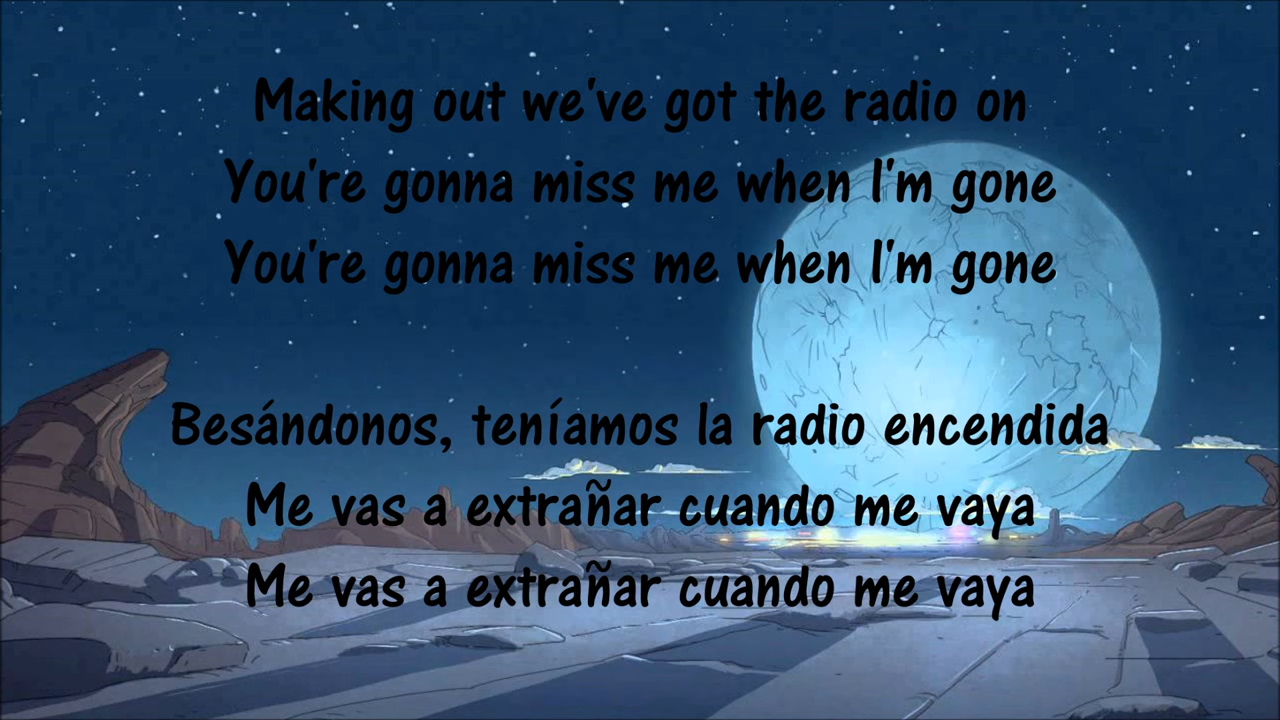 Making out we've got the radio on
You're gonna miss me when I'm gone
You're gonna miss me when I'm gone
Besándonos, teníamos la radio encendida
Me vas a extrañar cuando me vaya
Me vas a extrañar cuando me vaya